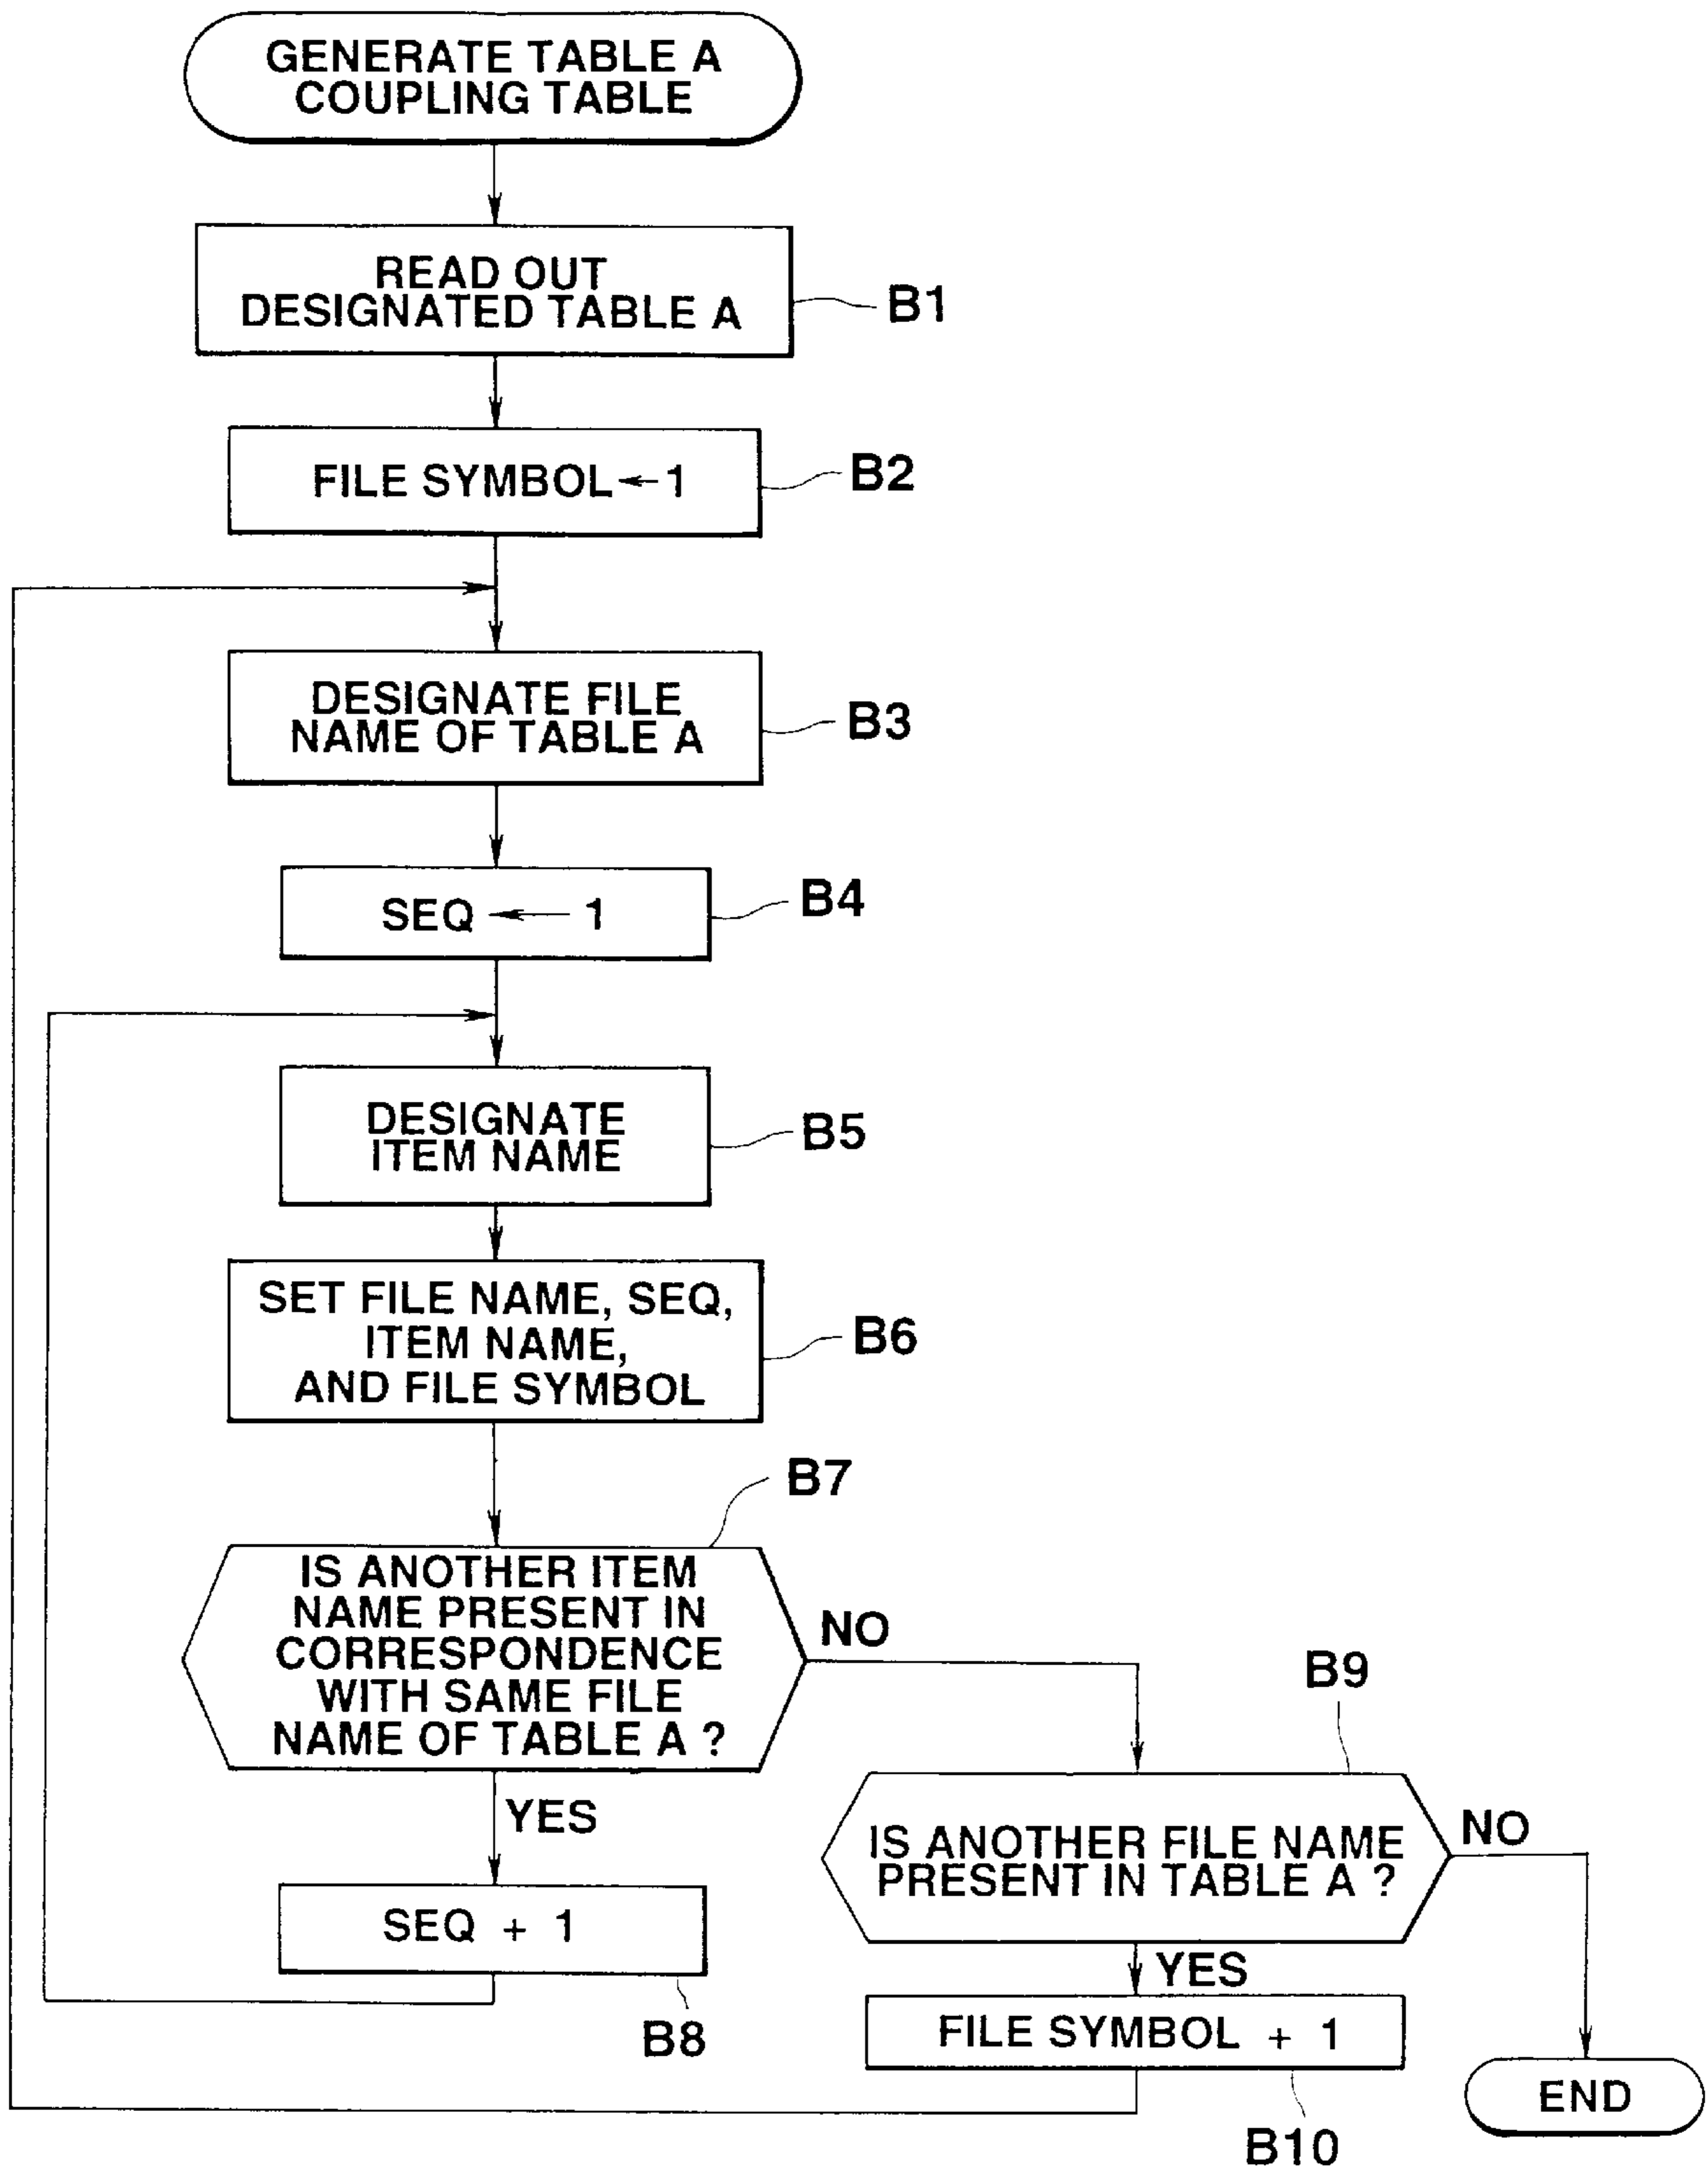 GENERATE TABLE A
COUPLING TABLE
READ OUT
DESIGNATED TABLE A
B1
FILE SYMBOL←1
B2
DESIGNATE FILE
NAME OF TABLE A
B3
SEQ ← 1
B4
DESIGNATE
ITEM NAME
B5
SET FILE NAME, SEQ,
ITEM NAME,
AND FILE SYMBOL
B6
B7
IS ANOTHER ITEM
NAME PRESENT IN
CORRESPONDENCE
WITH SAME FILE
NAME OF TABLE A ?
NO
YES
SEQ + 1
B8
B9
IS ANOTHER FILE NAME
PRESENT IN TABLE A ?
NO
YES
FILE SYMBOL + 1
B10
END